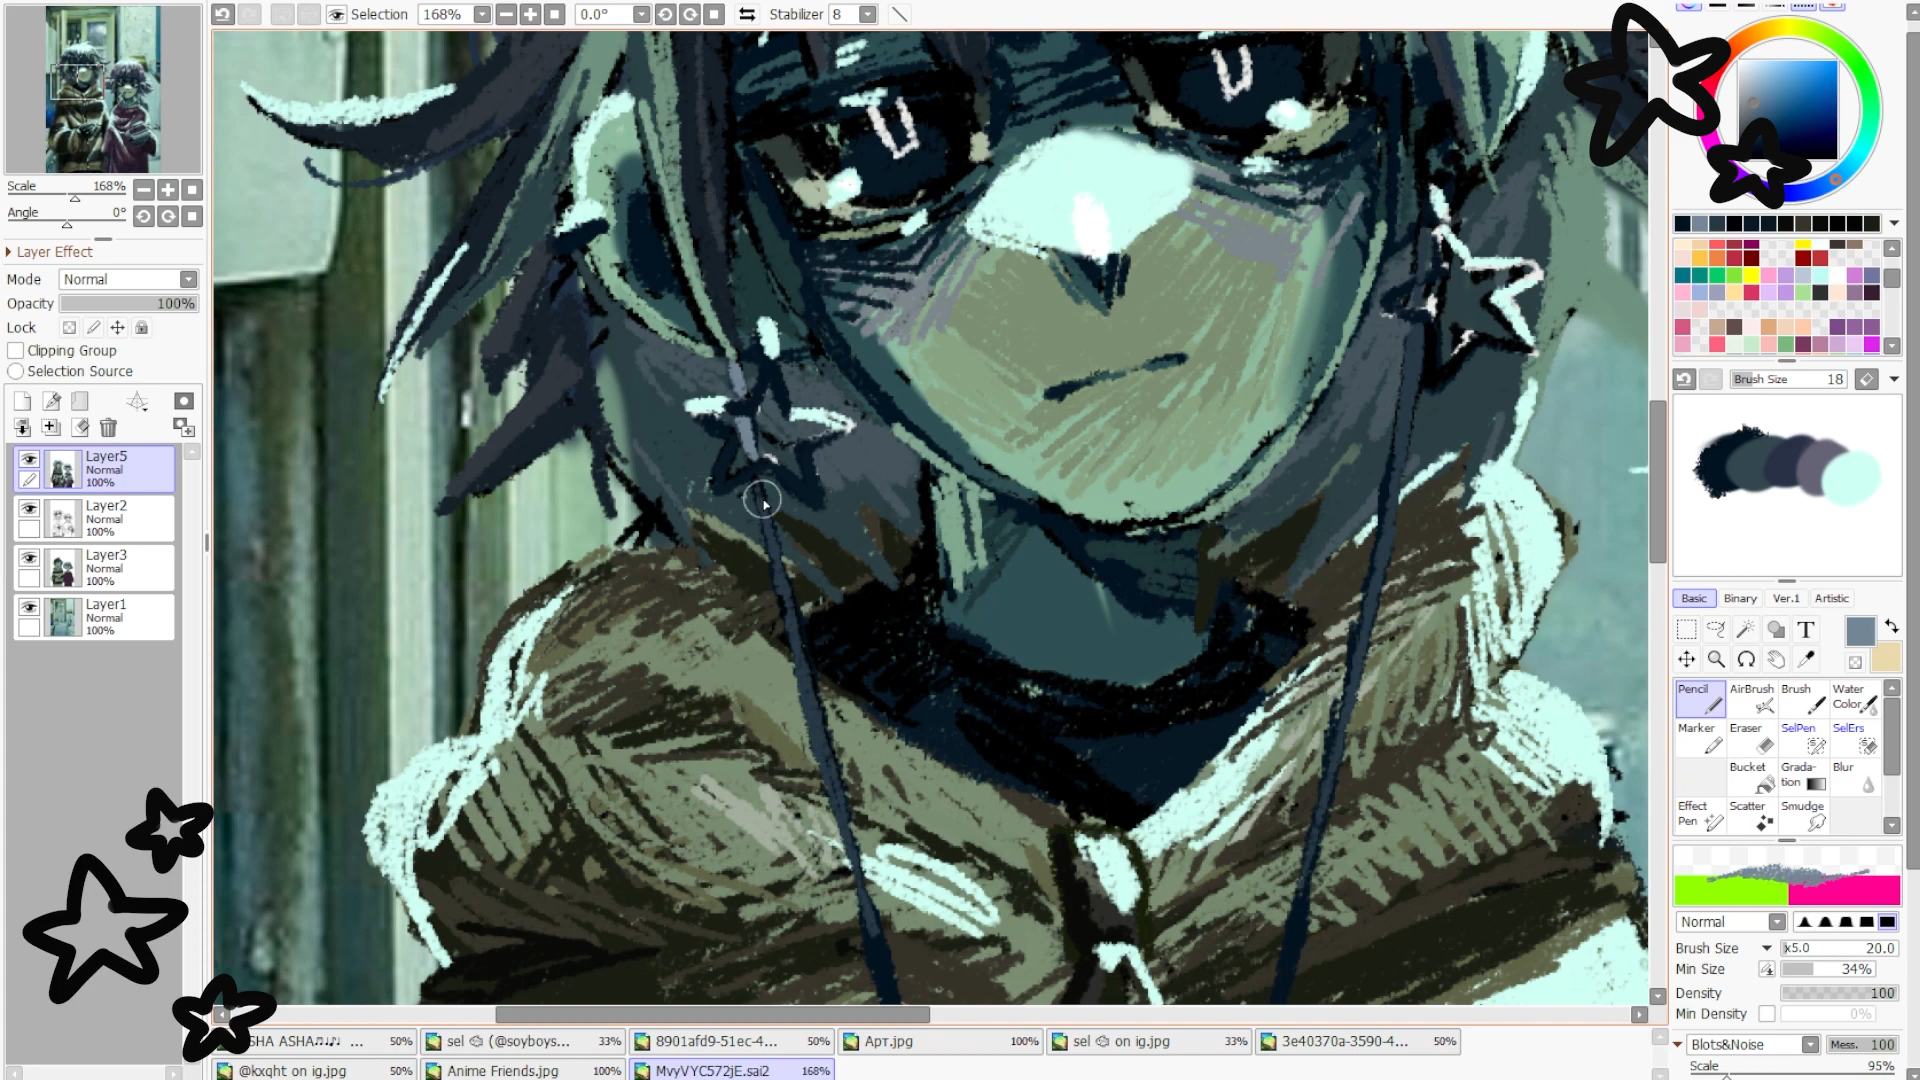 Selection 168% 0.0° Stabilizer 8
Scale 168%
Angle 0°
Layer Effect
Mode Normal
Opacity 100%
Lock
Clipping Group
Selection Source
Layer5
Normal
100%
Layer2
Normal
100%
Layer3
Normal
100%
Layer1
Normal
100%
Brush Size 18
Basic Binary Ver.1 Artistic
T
Pencil AirBrush Brush Water Color
Marker Eraser SelPen SelErs
Bucket Grada-tion Blur
Effect Pen Scatter Smudge
Normal
Brush Size x5.0 20.0
Min Size 34%
Density 100
Min Density 0%
Blots&Noise Mess. 100
Scale 95%
SHA ASHA♬♩♪ ... 50%
sel (@soyboys... 33%
8901afd9-51ec-4... 50%
Арт.jpg 100%
sel on ig.jpg 33%
3e40370a-3590-4... 50%
@kxqht on ig.jpg 50%
Anime Friends.jpg 100%
MvyVYC572jE.sai2 168%